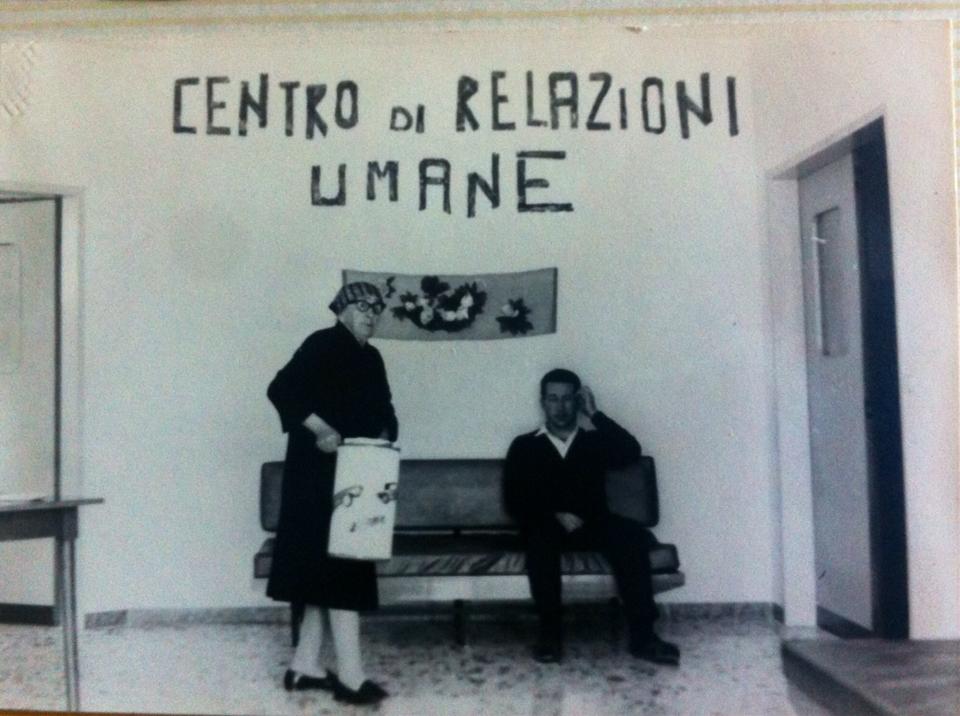 CENTRO DI RELAZIONI
UMANE